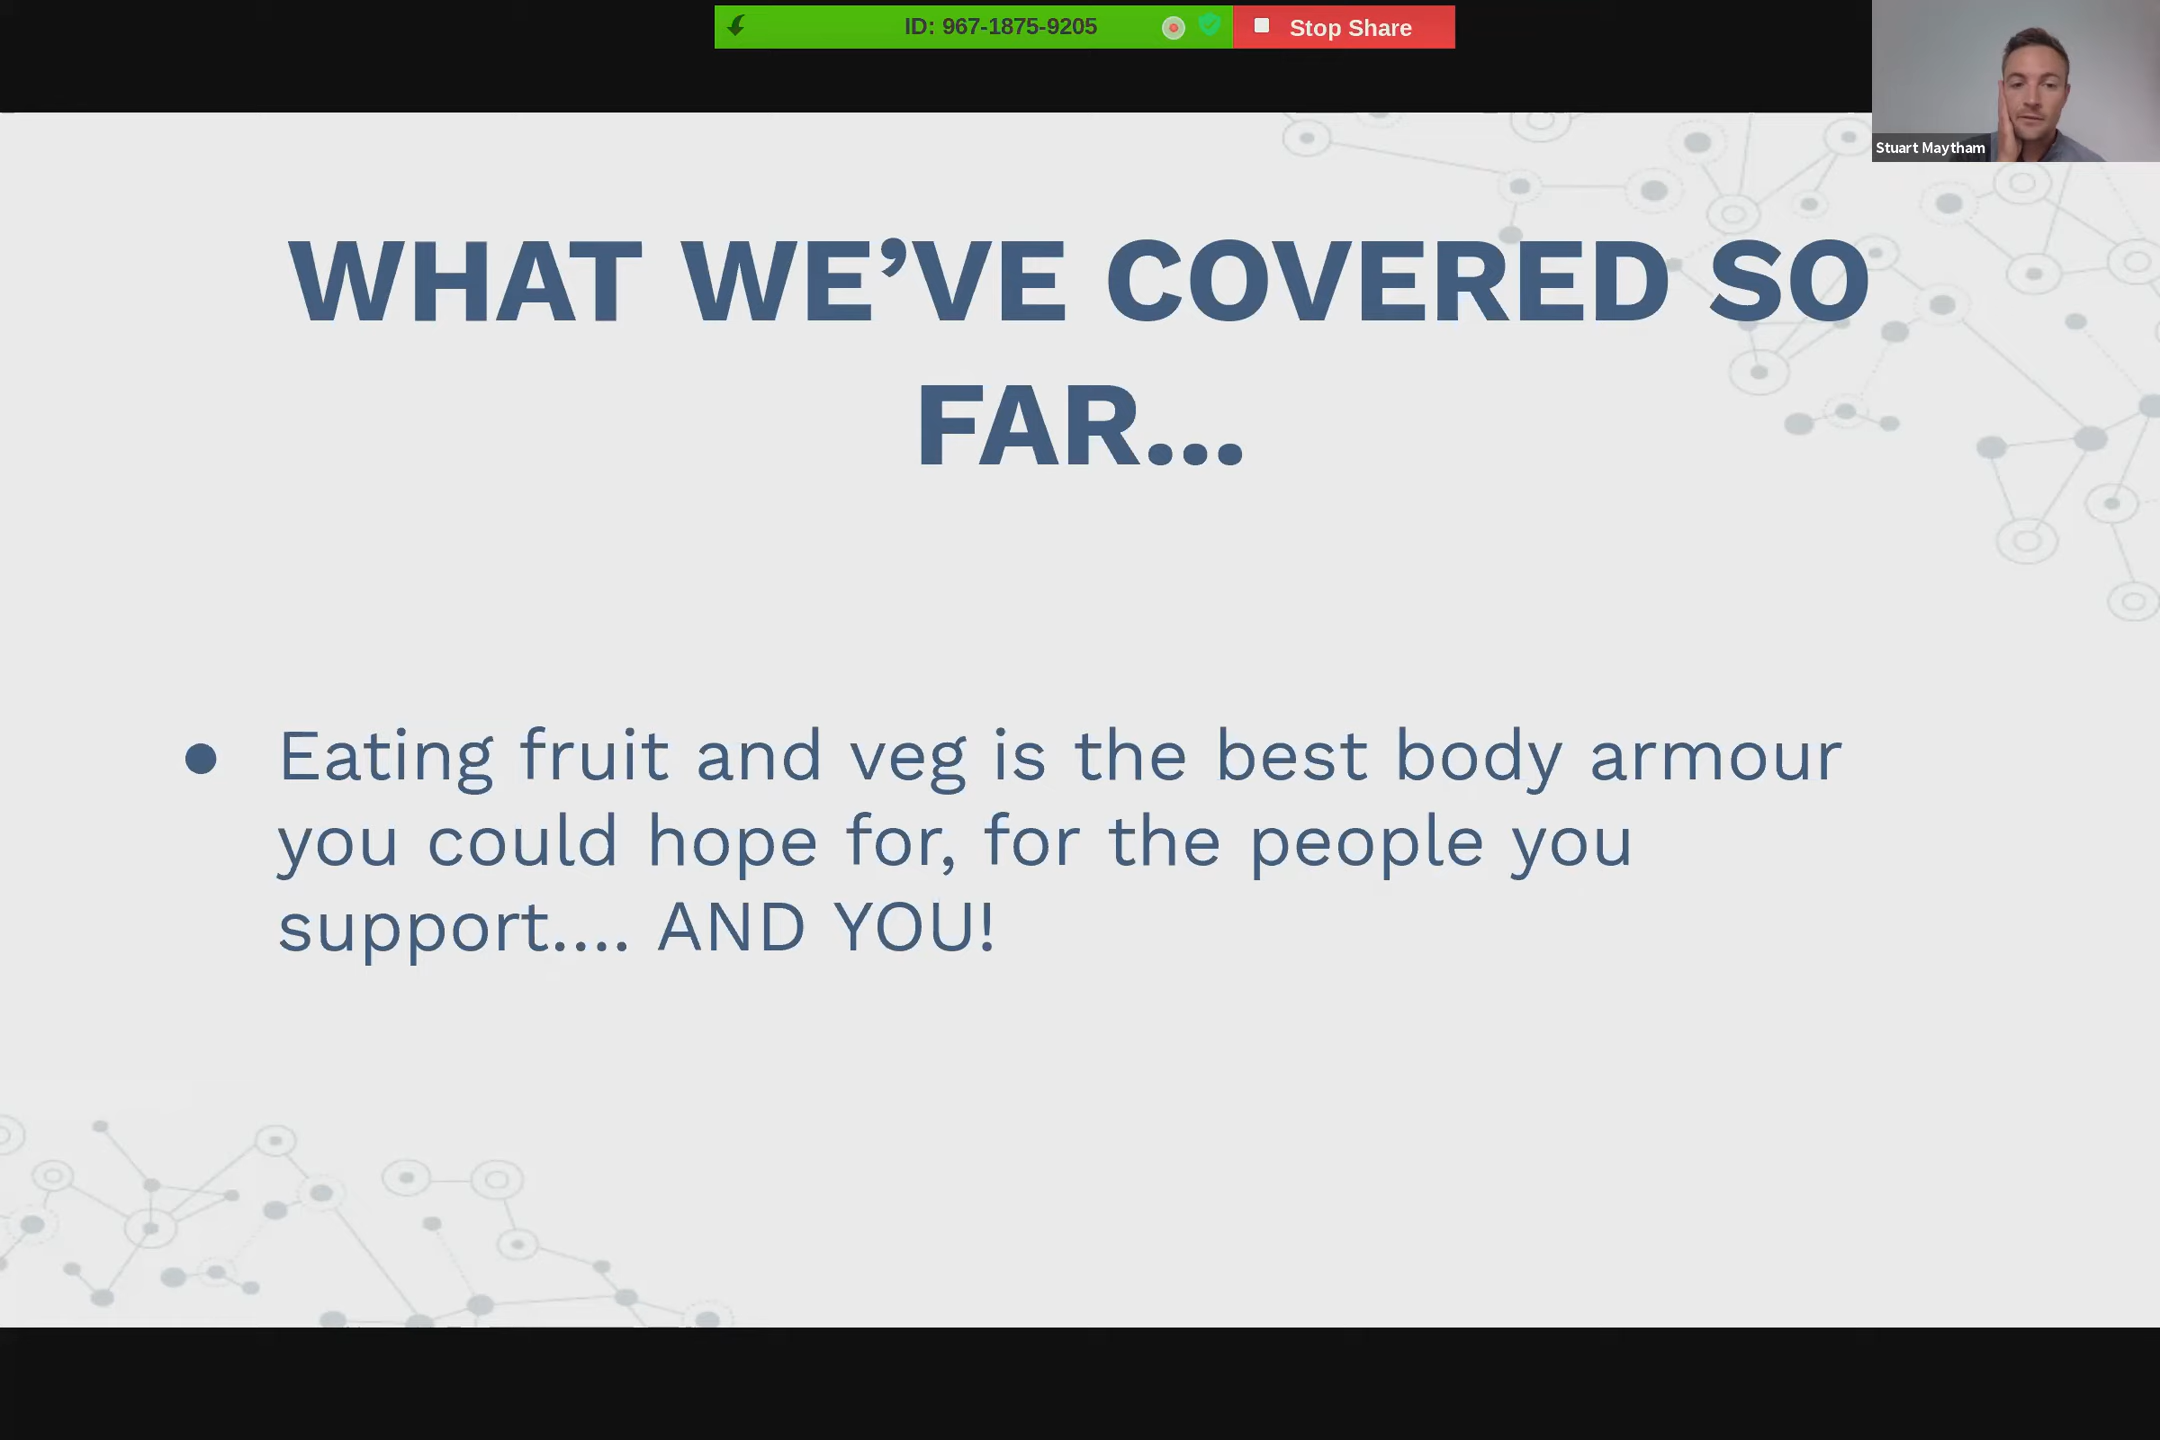 ID: 967-1875-9205
Stop Share
Stuart Maytham
WHAT WE’VE COVERED SO
FAR...
● Eating fruit and veg is the best body armour
you could hope for, for the people you
support.... AND YOU!